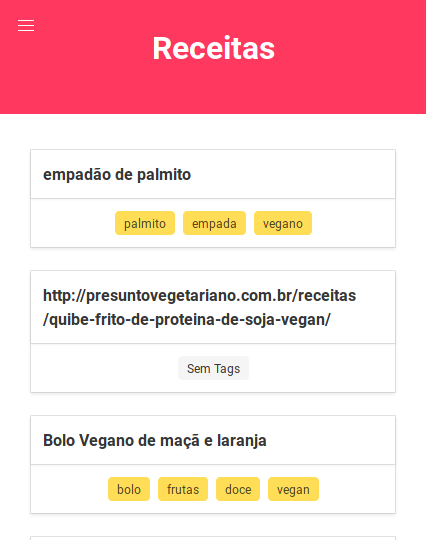 Receitas
empadão de palmito
palmito empada vegano
http://presuntovegetariano.com.br/receitas
/quibe-frito-de-proteina-de-soja-vegan/
Sem Tags
Bolo Vegano de maçã e laranja
bolo frutas doce vegan